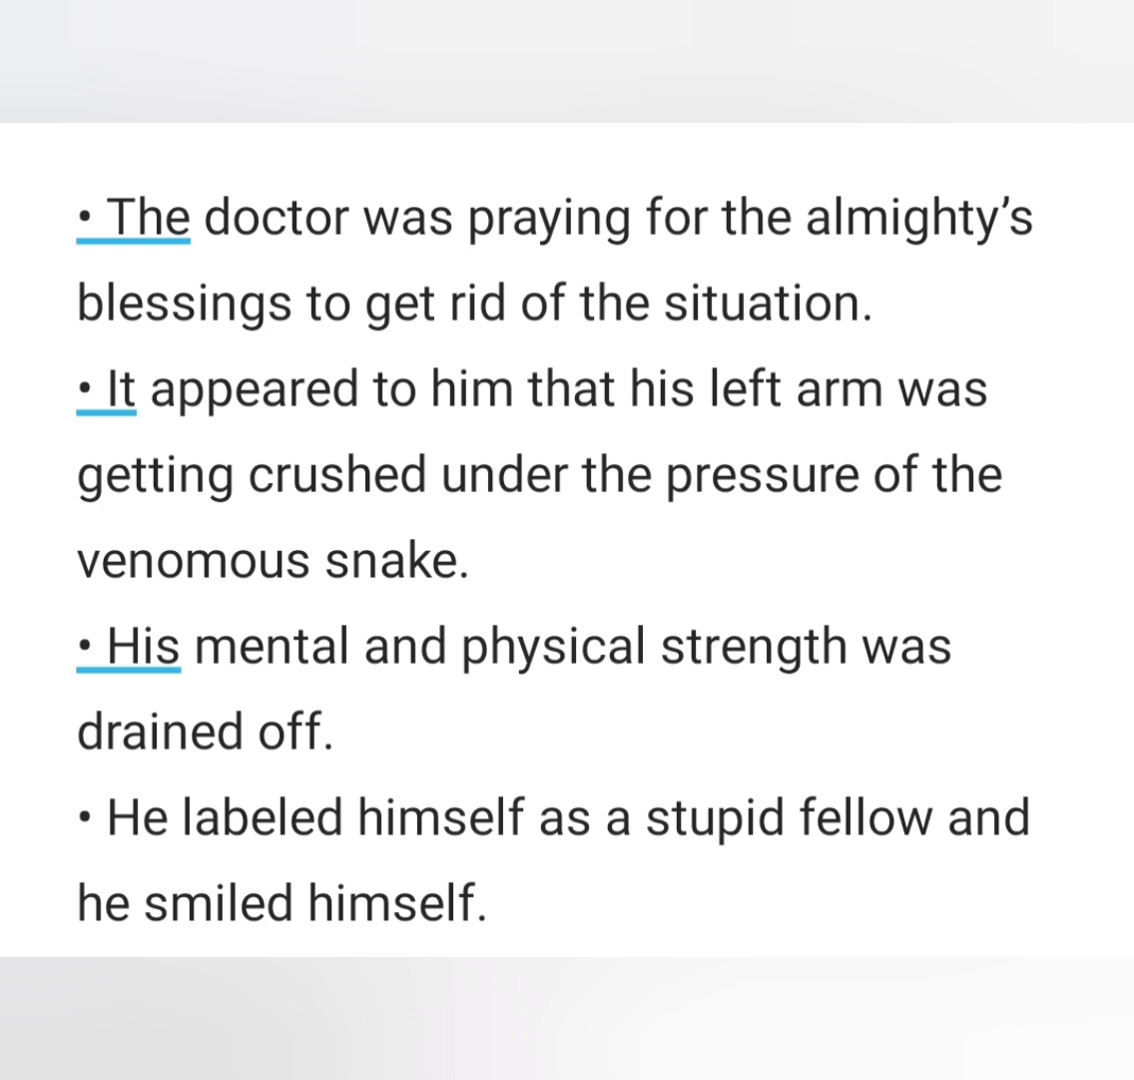 • The doctor was praying for the almighty’s
blessings to get rid of the situation.
• It appeared to him that his left arm was
getting crushed under the pressure of the
venomous snake.
• His mental and physical strength was
drained off.
• He labeled himself as a stupid fellow and
he smiled himself.